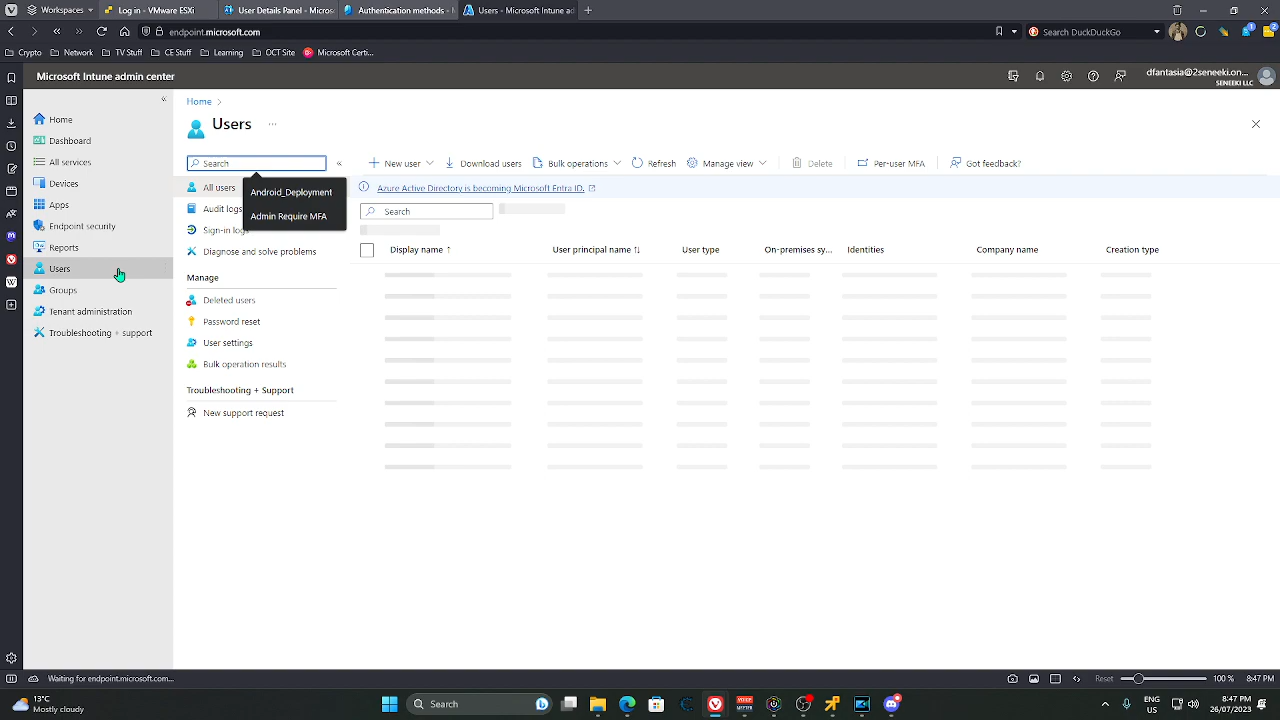 Workspaces
Log in - VMware ESXi
User Details Panel - Micros
Authentication methods -
Users - Microsoft Intune ad
endpoint.microsoft.com
Search DuckDuckGo
1
2
Crypto
Network
TV Stuff
CE Stuff
Learning
OCT Site
Microsoft Certi...
Microsoft Intune admin center
dfantasia@2seneeki.on...
SENEEKI LLC
Home
Dashboard
All services
Devices
Apps
Endpoint security
Reports
Users
Groups
Tenant administration
Troubleshooting + support
Home
Users
Search
All users
Audit logs
Sign-in logs
Diagnose and solve problems
Android_Deployment
Admin Require MFA
Manage
Deleted users
Password reset
User settings
Bulk operation results
Troubleshooting + Support
New support request
New user
Download users
Bulk operations
Refresh
Manage view
Delete
Per-user MFA
Got feedback?
Azure Active Directory is becoming Microsoft Entra ID.
Search
Display name ↑
User principal name ↑↓
User type
On-premises sy...
Identities
Company name
Creation type
Waiting for endpoint.microsoft.com...
Reset
100 %
8:47 PM
13°C
Mostly cloudy
Search
ENG
US
8:47 PM
26/07/2023